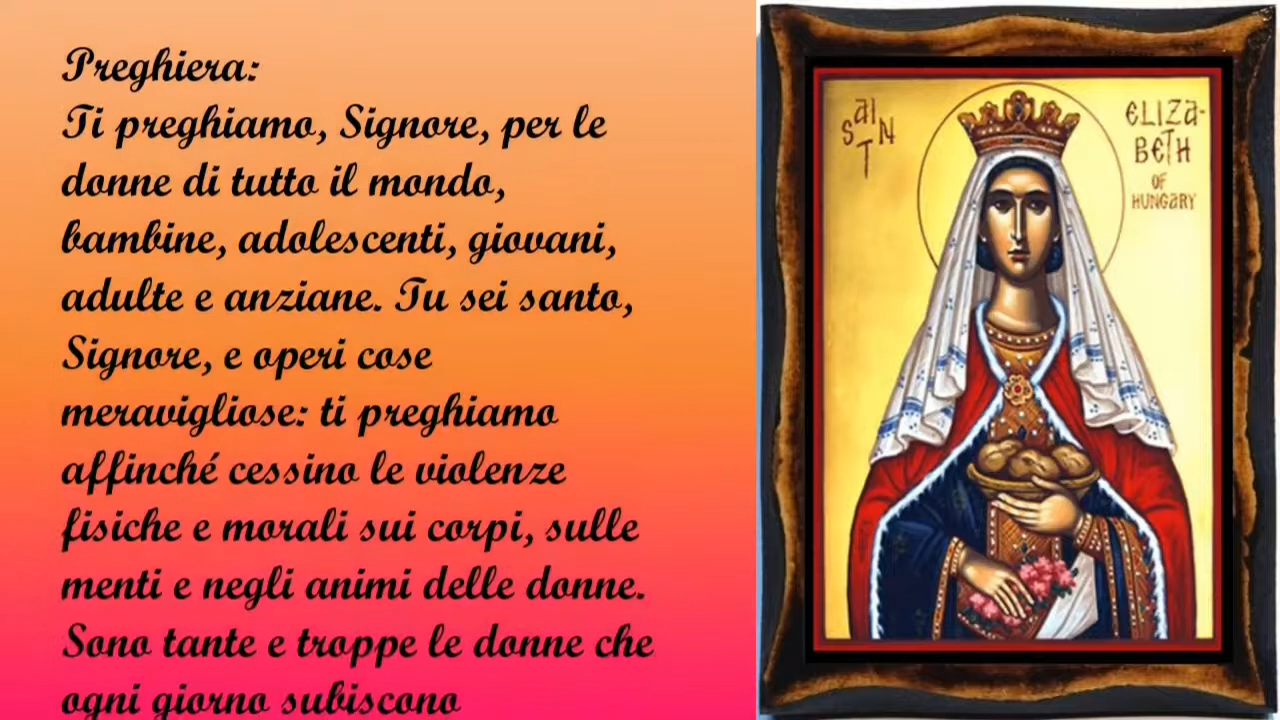 Preghiera:
Ti preghiamo, Signore, per le
donne di tutto il mondo,
bambine, adolescenti, giovani,
adulte e anziane. Tu sei santo,
Signore, e operi cose
meravigliose: ti preghiamo
affinché cessino le violenze
fisiche e morali sui corpi, sulle
menti e negli animi delle donne.
Sono tante e troppe le donne che
ogni giorno subiscono
SAINT
ELIZA-
BETH
OF
HUNGARY